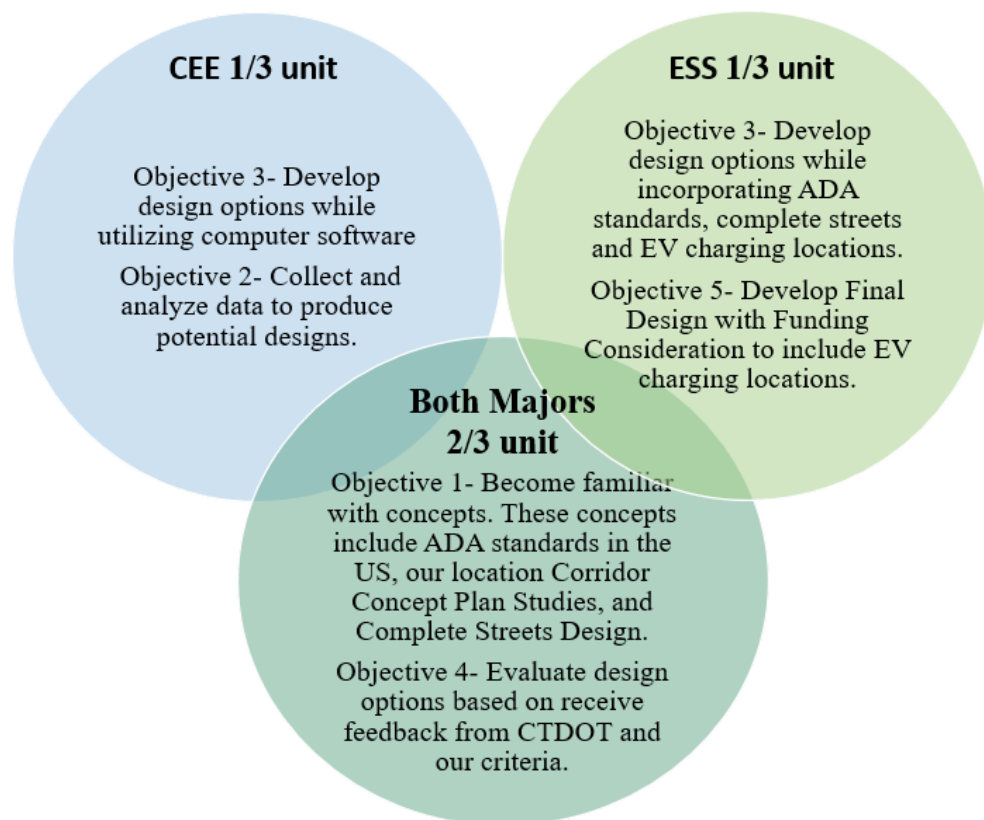 CEE 1/3 unit
Objective 3- Develop
design options while
utilizing computer software
Objective 2- Collect and
analyze data to produce
potential designs.
ESS 1/3 unit
Objective 3- Develop
design options while
incorporating ADA
standards, complete streets
and EV charging locations.
Objective 5- Develop Final
Design with Funding
Consideration to include EV
charging locations.
Both Majors
2/3 unit
Objective 1- Become familiar
with concepts. These concepts
include ADA standards in the
US, our location Corridor
Concept Plan Studies, and
Complete Streets Design.
Objective 4- Evaluate design
options based on receive
feedback from CTDOT and
our criteria.